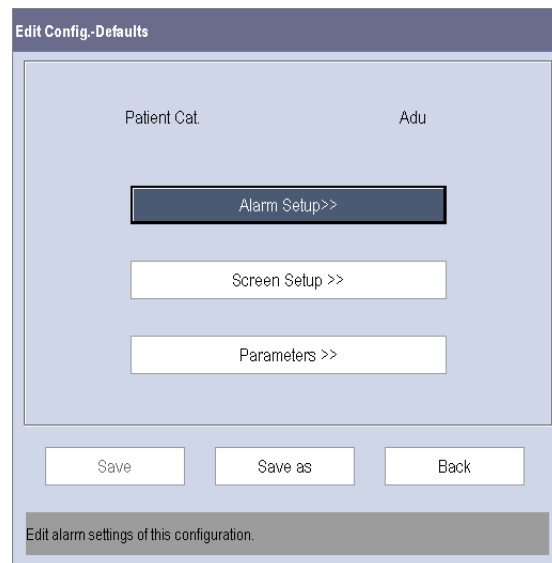 Edit Config.-Defaults
Patient Cat. Adu
Alarm Setup>>
Screen Setup >>
Parameters >>
Save Save as Back
Edit alarm settings of this configuration.